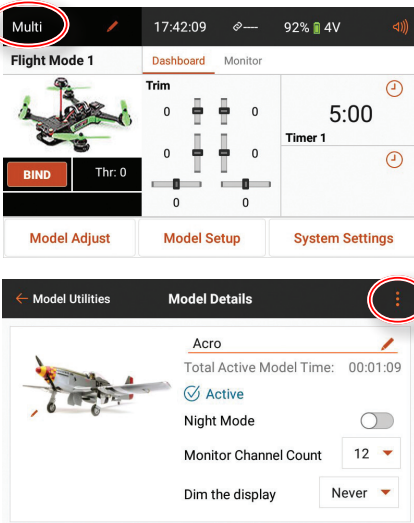 Multi 17:42:09 ---- 92% 4V
Flight Mode 1 Dashboard Monitor
Trim
0 0
5:00
Timer 1
0 0
BIND Thr: 0
0 0
Model Adjust Model Setup System Settings
← Model Utilities Model Details
Acro
Total Active Model Time: 00:01:09
Active
Night Mode
Monitor Channel Count 12
Dim the display Never